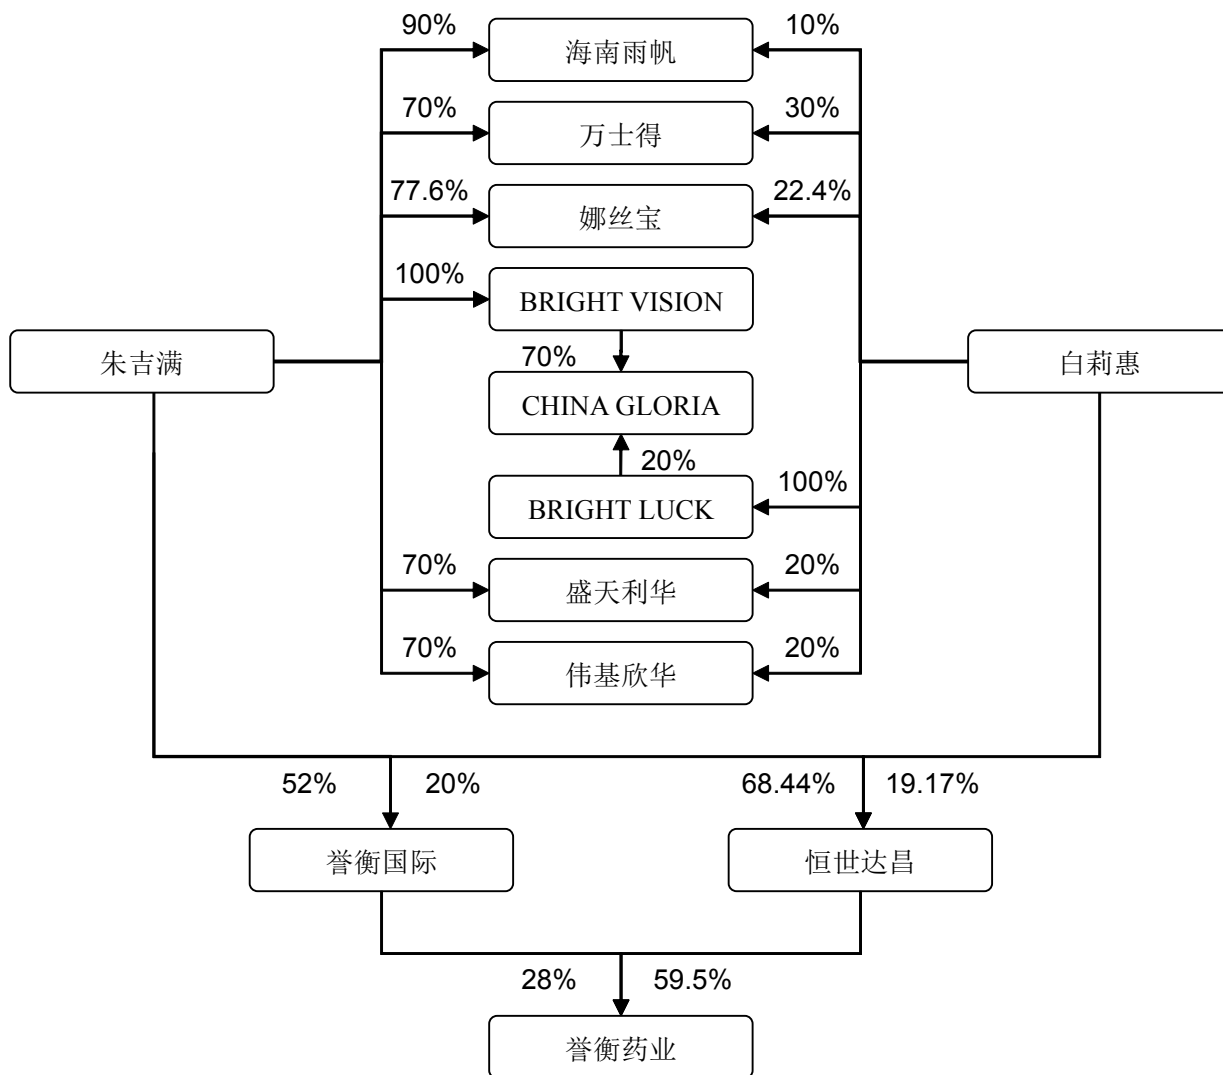 90%
海南雨帆
10%
70%
万士得
30%
77.6%
娜丝宝
22.4%
100%
BRIGHT VISION
朱吉满
70%
白莉惠
CHINA GLORIA
20%
BRIGHT LUCK
100%
70%
盛天利华
20%
70%
伟基欣华
20%
52%
20%
68.44%
19.17%
誉衡国际
恒世达昌
28%
59.5%
誉衡药业